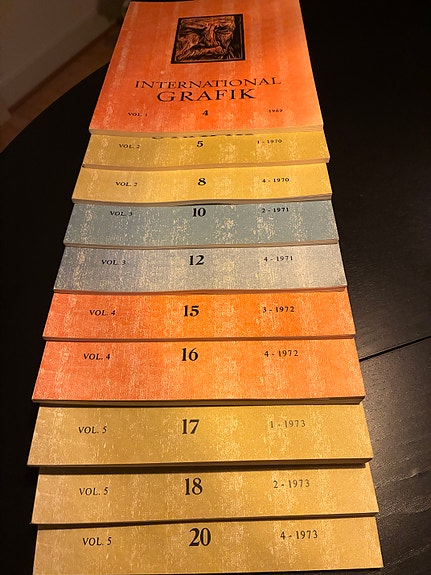 INTERNATIONAL
GRAFIK
VOL. 1 4 1969
VOL. 2 5 1 - 1970
VOL. 2 8 4 - 1970
VOL. 3 10 2 - 1971
VOL. 3 12 4 - 1971
VOL. 4 15 3 - 1972
VOL. 4 16 4 - 1972
VOL. 5 17 1 - 1973
VOL. 5 18 2 - 1973
VOL. 5 20 4 - 1973